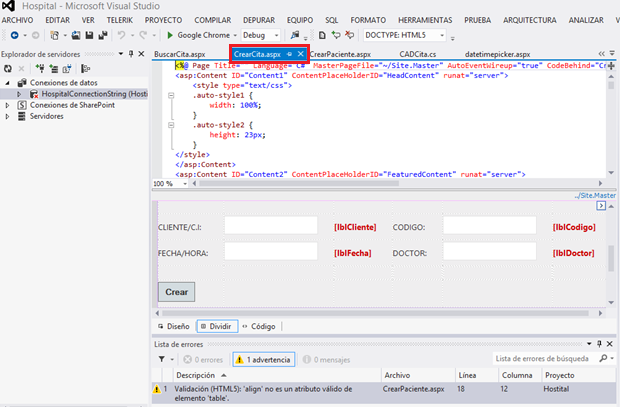 Hospital - Microsoft Visual Studio
ARCHIVO EDITAR VER TELERIK PROYECTO COMPILAR DEPURAR EQUIPO SQL FORMATO HERRAMIENTAS PRUEBA ARQUITECTURA ANALIZAR
Google Chrome Debug DOCTYPE: HTML5
Explorador de servidores
BuscarCita.aspx CrearCita.aspx CrearPaciente.aspx CADCita.cs datetimepicker.aspx
Conexiones de datos
HospitalConnectionString (Hostit
Conexiones de SharePoint
Servidores
<%@ Page Title="" Language="C#" MasterPageFile="~/Site.Master" AutoEventWireup="true" CodeBehind="Cr
<asp:Content ID="Content1" ContentPlaceHolderID="HeadContent" runat="server">
<style type="text/css">
.auto-style1 {
width: 100%;
}
.auto-style2 {
height: 23px;
}
</style>
</asp:Content>
<asp:Content ID="Content2" ContentPlaceHolderID="FeaturedContent" runat="server">
100 %
../Site.Master
CLIENTE/C.I: [lblCliente] CODIGO: [lblCodigo]
FECHA/HORA: [lblFecha] DOCTOR: [lblDoctor]
Crear
Diseño Dividir Código
Lista de errores
0 errores 1 advertencia 0 mensajes Lista de errores de búsqueda
Descripción Archivo Línea Columna Proyecto
1 Validación (HTML5): 'align' no es un atributo válido de elemento 'table'. CrearPaciente.aspx 18 12 Hostital